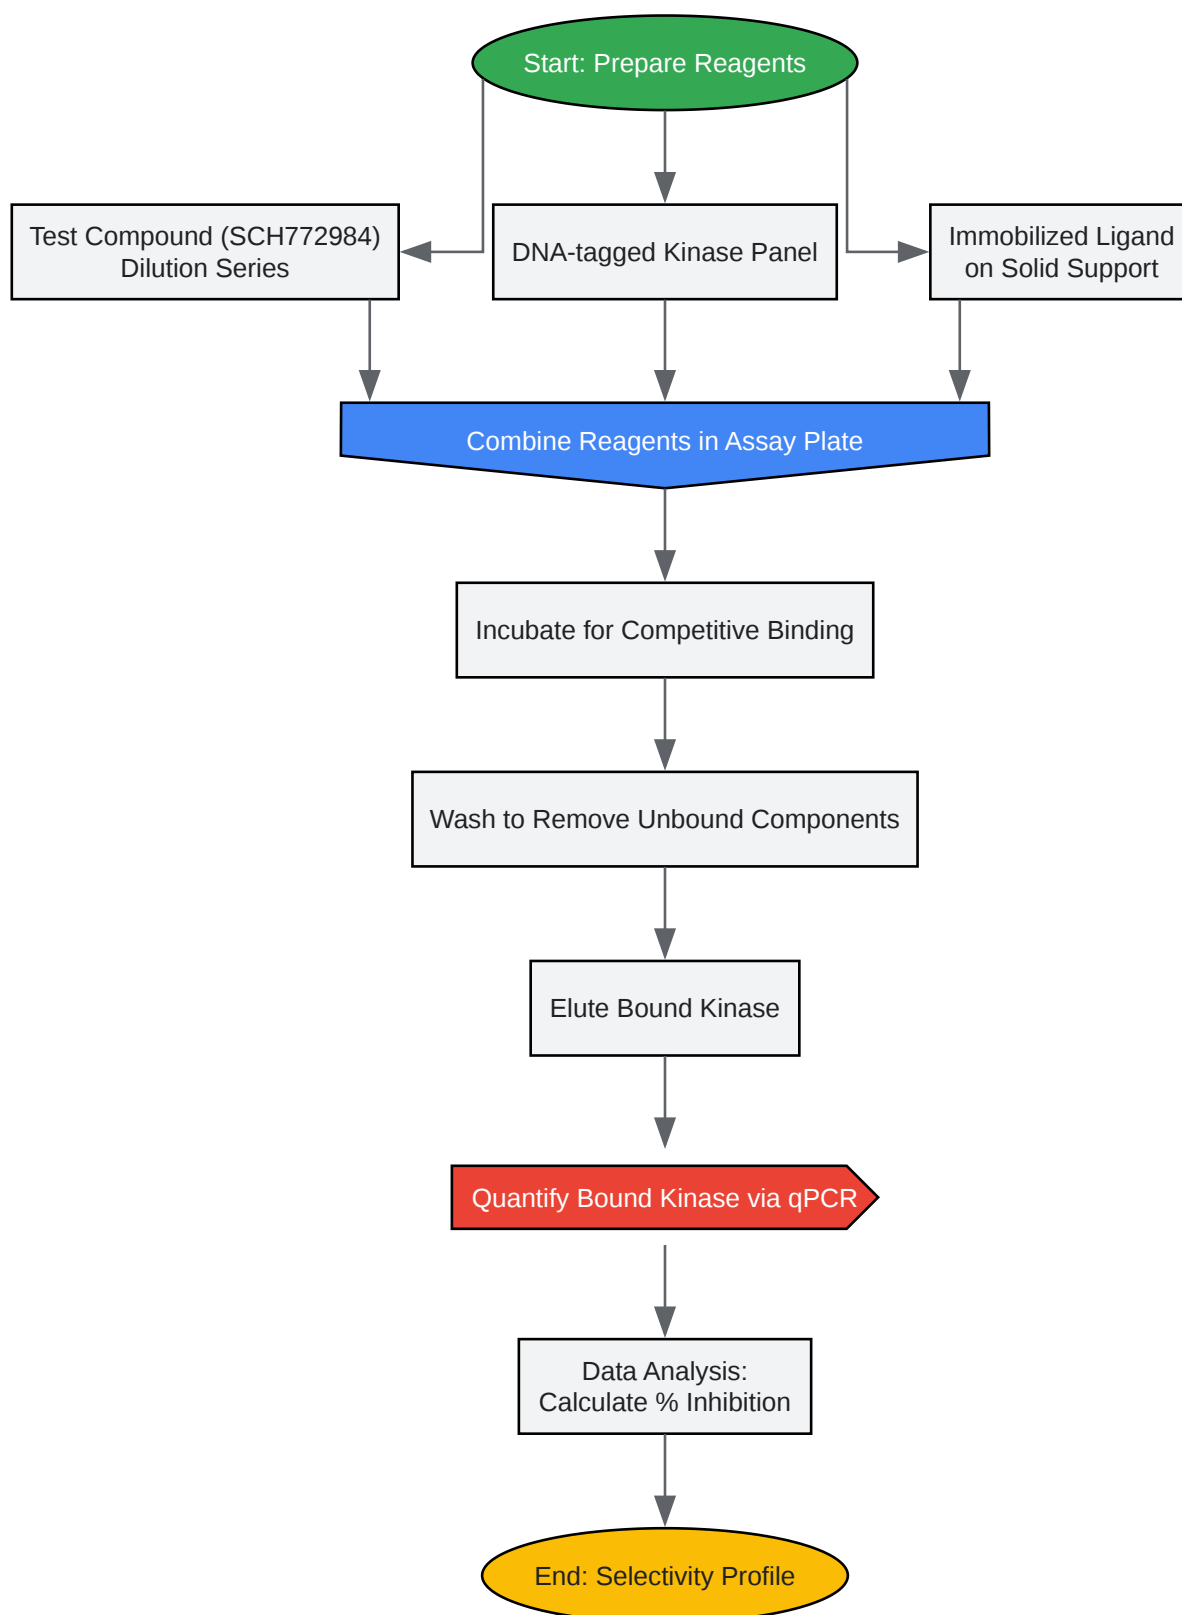 Start: Prepare Reagents
Test Compound (SCH772984)
Dilution Series
DNA-tagged Kinase Panel
Immobilized Ligand
on Solid Support
Combine Reagents in Assay Plate
Incubate for Competitive Binding
Wash to Remove Unbound Components
Elute Bound Kinase
Quantify Bound Kinase via qPCR
Data Analysis:
Calculate % Inhibition
End: Selectivity Profile